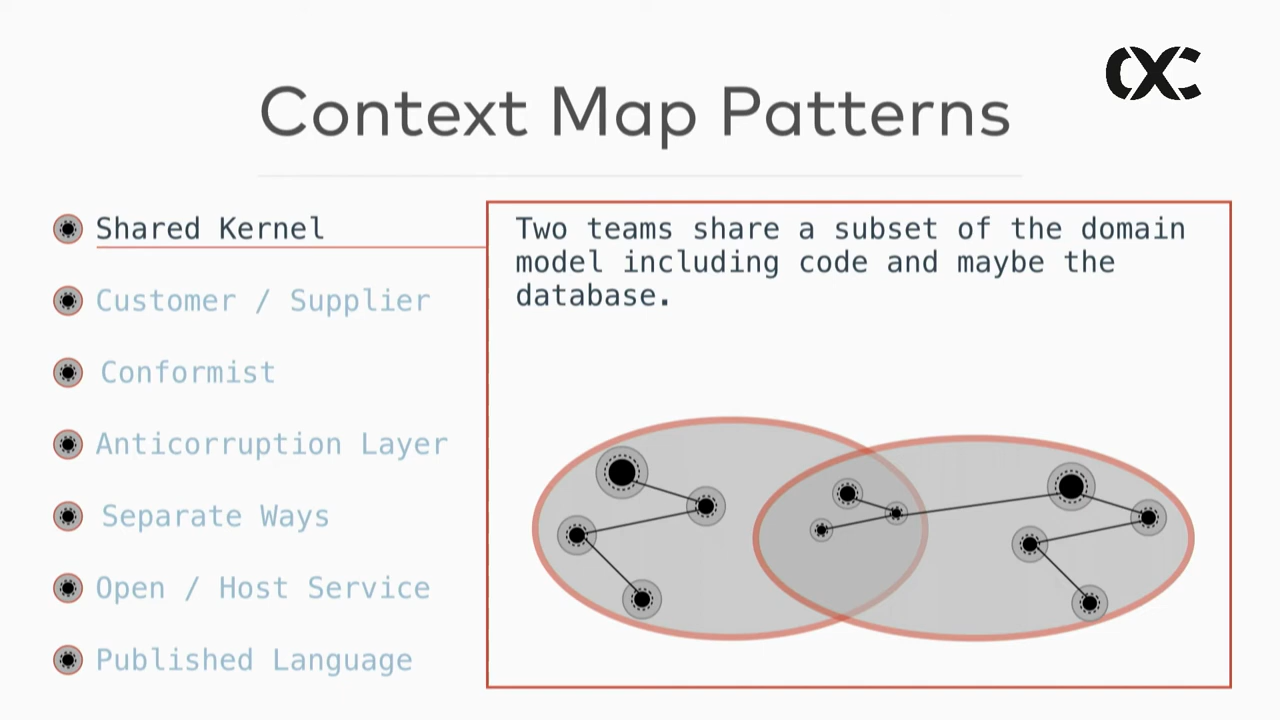 Context Map Patterns
Shared Kernel
Customer / Supplier
Conformist
Anticorruption Layer
Separate Ways
Open / Host Service
Published Language
Two teams share a subset of the domain
model including code and maybe the
database.